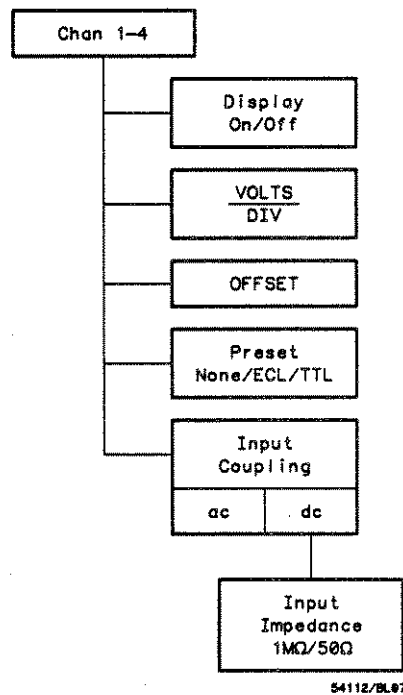 Chan 1-4
Display
On/Off
VOLTS
DIV
OFFSET
Preset
None/ECL/TTL
Input
Coupling
ac dc
Input
Impedance
1MΩ/50Ω